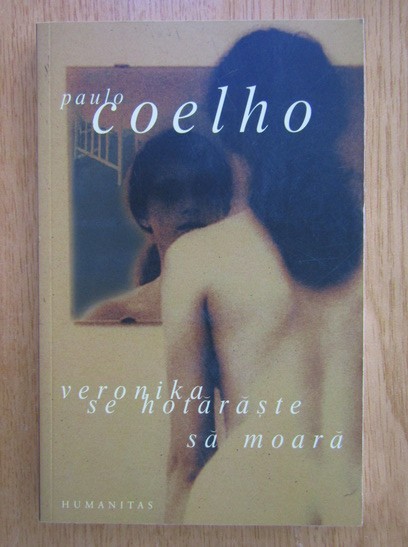 paulo
coelho
veronika
se hotărăște
să moară
HUMANITAS